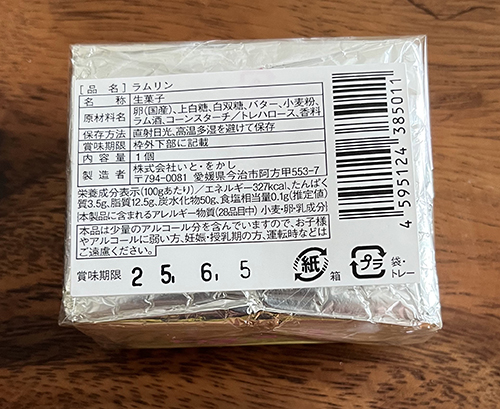 [品 名] ラムリン
名 称 生菓子
原材料名 卵(国産)、上白糖、白双糖、バター、小麦粉、
ラム酒、コーンスターチ／トレハロース、香料
保存方法 直射日光、高温多湿を避けて保存
賞味期限 枠外下部に記載
内 容 量 1個
製 造 者 株式会社いと・をかし
〒794-0081 愛媛県今治市阿方甲553-7
栄養成分表示(100gあたり)／エネルギー327kcal、たんぱく
質3.5g、脂質12.5g、炭水化物50g、食塩相当量0.1g(推定値)
本製品に含まれるアレルギー物質(28品目中) 小麦・卵・乳成分
本品は少量のアルコール分を含んでいますので、お子様
やアルコールに弱い方、妊娠・授乳期の方、運転時などは
ご遠慮ください。
賞味期限 25. 6. 5
紙 箱
プラ 袋・トレー
4 595124 385011